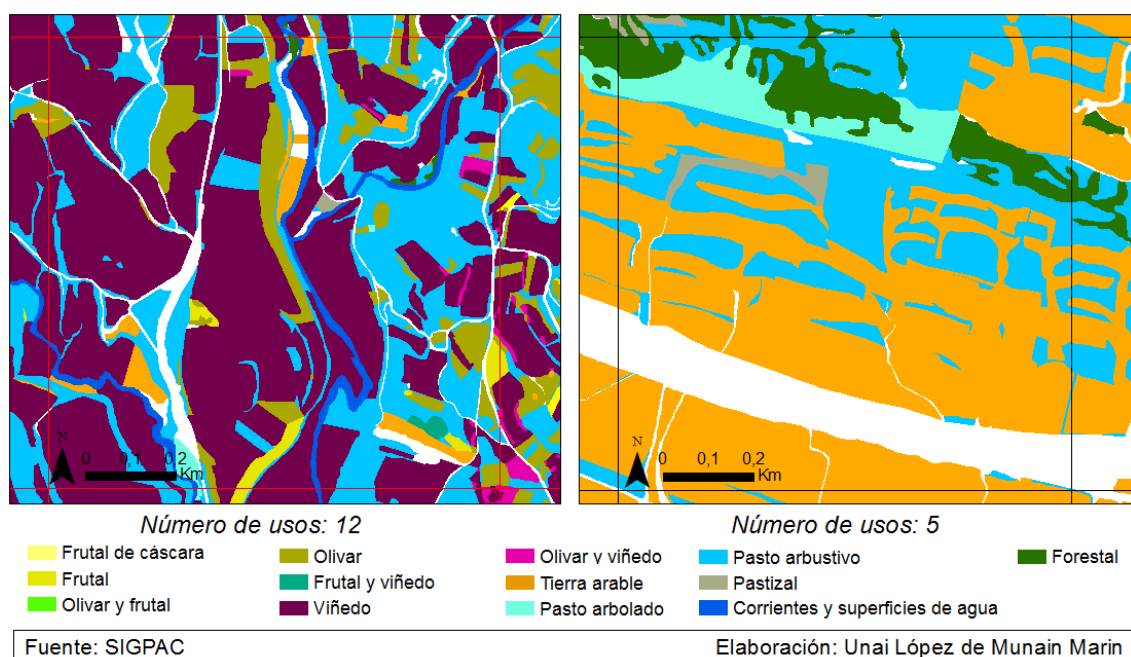 N
0 0,1 0,2
Km
N
0 0,1 0,2
Km
Número de usos: 12
Número de usos: 5
Frutal de cáscara
Frutal
Olivar y frutal
Olivar
Frutal y viñedo
Viñedo
Olivar y viñedo
Tierra arable
Pasto arbolado
Pasto arbustivo
Pastizal
Corrientes y superficies de agua
Forestal
Fuente: SIGPAC
Elaboración: Unai López de Munain Marin